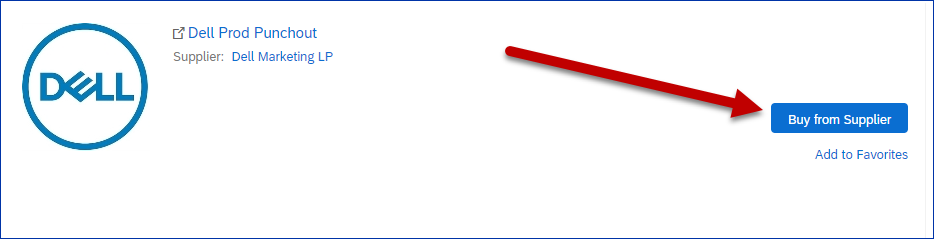 DELL
Dell Prod Punchout
Supplier: Dell Marketing LP
Buy from Supplier
Add to Favorites